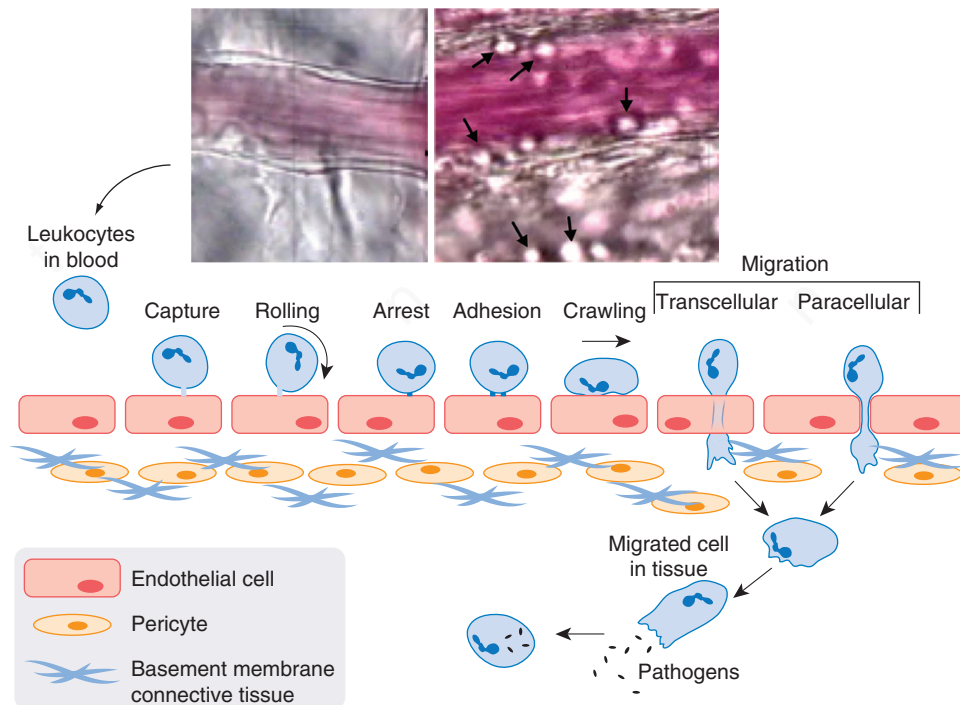 Leukocytes
in blood
Migration
Capture
Rolling
Arrest
Adhesion
Crawling
Transcellular
Paracellular
Migrated cell
in tissue
Pathogens
Endothelial cell
Pericyte
Basement membrane
connective tissue